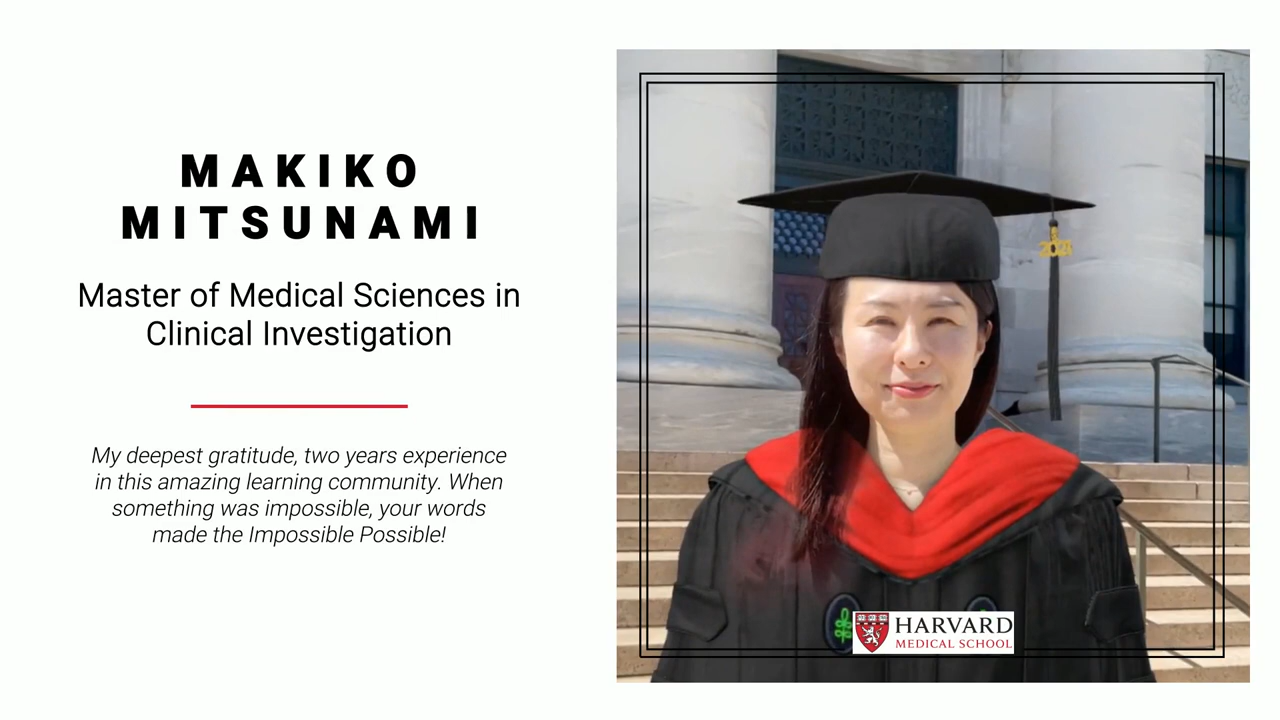 MAKIKO
MITSUNAMI
Master of Medical Sciences in
Clinical Investigation
My deepest gratitude, two years experience
in this amazing learning community. When
something was impossible, your words
made the Impossible Possible!
2021
HARVARD
MEDICAL SCHOOL